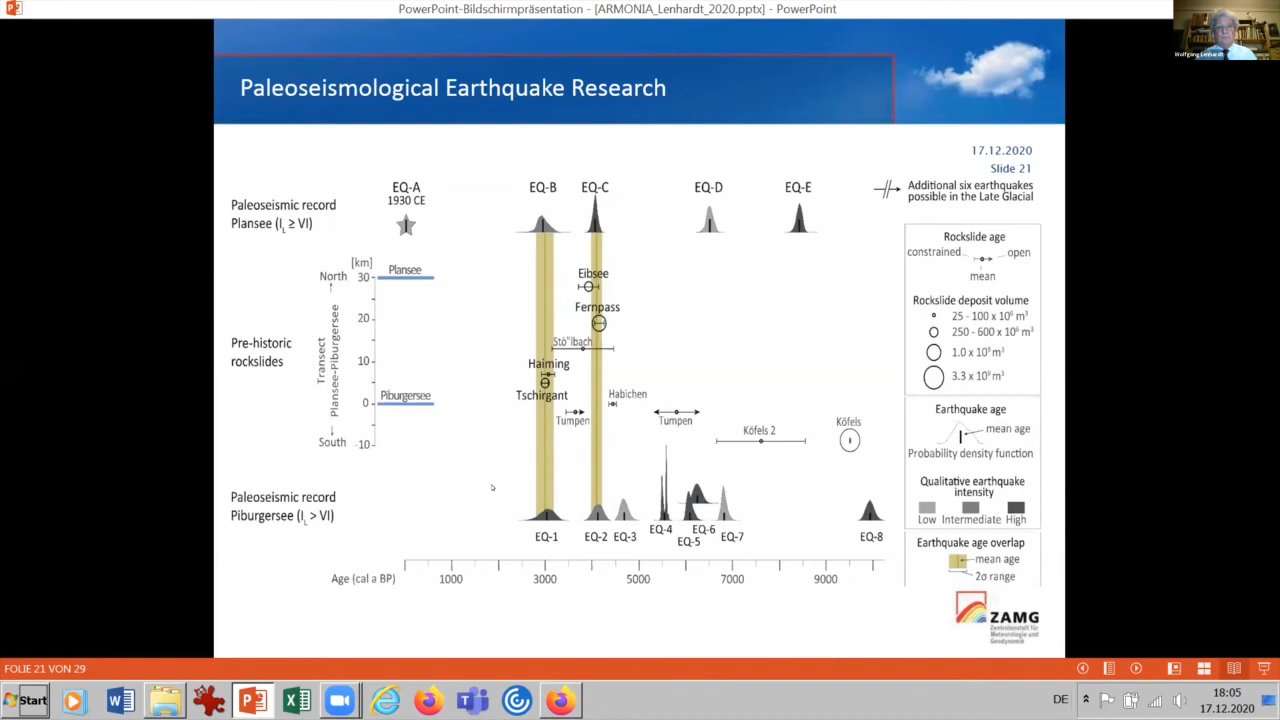 PowerPoint-Bildschirmpräsentation - [ARMONIA_Lenhardt_2020.pptx] - PowerPoint
Wolfgang Lenhardt
Paleoseismological Earthquake Research
17.12.2020
Slide 21
EQ-A
1930 CE
EQ-B
EQ-C
EQ-D
EQ-E
Additional six earthquakes
possible in the Late Glacial
Paleoseismic record
Plansee (IL ≥ VI)
Rockslide age
constrained
open
mean
[km]
North
30
Plansee
Eibsee
Rockslide deposit volume
25 - 100 x 10⁶ m³
250 - 600 x 10⁶ m³
1.0 x 10⁹ m³
3.3 x 10⁹ m³
20
Fernpass
Pre-historic
rockslides
Transect
Plansee-Piburgersee
Stö"lbach
10
Haiming
Tschirgant
Piburgersee
0
Habichen
Tumpen
Tumpen
Köfels
Köfels 2
South
-10
Earthquake age
mean age
Probability density function
Qualitative earthquake
intensity
Low Intermediate High
Paleoseismic record
Piburgersee (IL > VI)
EQ-1
EQ-2
EQ-3
EQ-4
EQ-5
EQ-6
EQ-7
EQ-8
Earthquake age overlap
mean age
2σ range
Age (cal a BP)
1000
3000
5000
7000
9000
ZAMG
Zentralanstalt für
Meteorologie und
Geodynamik
FOLIE 21 VON 29
Start
DE
18:05
17.12.2020